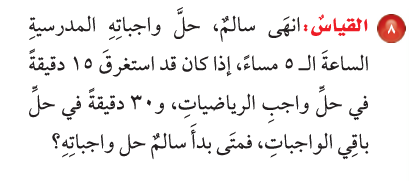 ٨ القياسُ: انهَى سالمٌ، حلَّ واجباتِهِ المدرسيةِ
الساعةَ الـ ٥ مساءً، إذا كان قد استغرقَ ١٥ دقيقةً
في حلِّ واجبِ الرياضياتِ، و٣٠ دقيقةً في حلِّ
باقِي الواجباتِ، فمتَى بدأَ سالمٌ حل واجباتِهِ؟